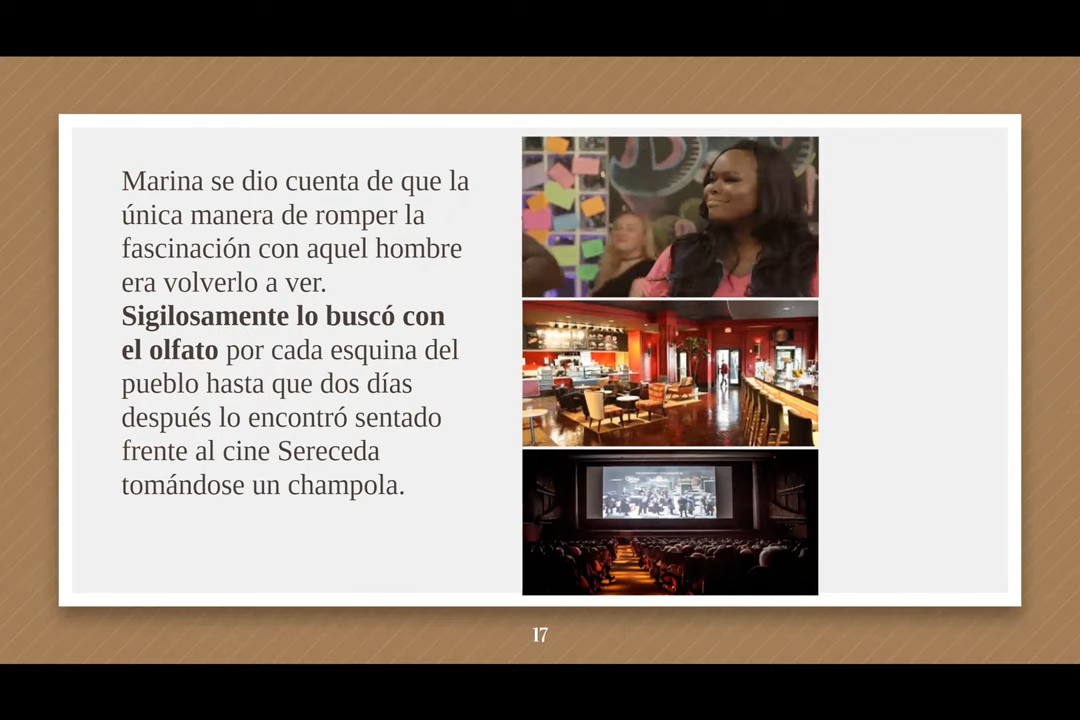 Marina se dio cuenta de que la
única manera de romper la
fascinación con aquel hombre
era volverlo a ver.
Sigilosamente lo buscó con
el olfato por cada esquina del
pueblo hasta que dos días
después lo encontró sentado
frente al cine Sereceda
tomándose un champola.
17